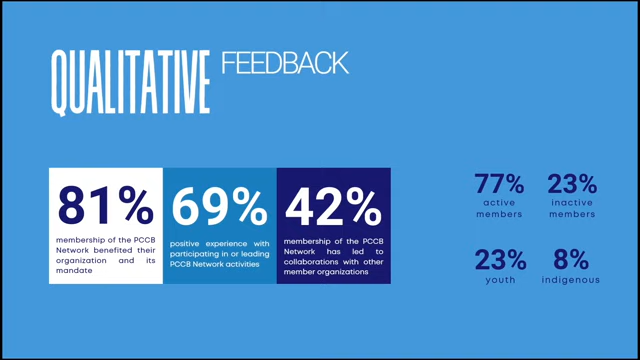 QUALITATIVE FEEDBACK
81%
membership of the PCCB
Network benefited their
organization and its
mandate
69%
positive experience with
participating in or leading
PCCB Network activities
42%
membership of the PCCB
Network has led to
collaborations with other
member organizations
77%
active
members
23%
inactive
members
23%
youth
8%
indigenous